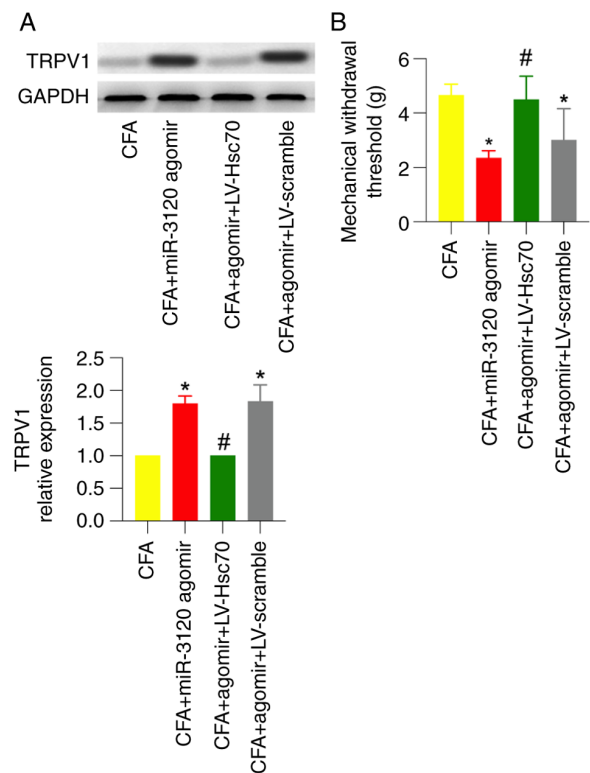 A
TRPV1
GAPDH
CFA
CFA+miR-3120 agomir
CFA+agomir+LV-Hsc70
CFA+agomir+LV-scramble
TRPV1
relative expression
2.5
2.0
1.5
1.0
0.5
0.0
*
#
*
CFA
CFA+miR-3120 agomir
CFA+agomir+LV-Hsc70
CFA+agomir+LV-scramble
B
Mechanical withdrawal
threshold (g)
6
4
2
0
*
#
*
CFA
CFA+miR-3120 agomir
CFA+agomir+LV-Hsc70
CFA+agomir+LV-scramble